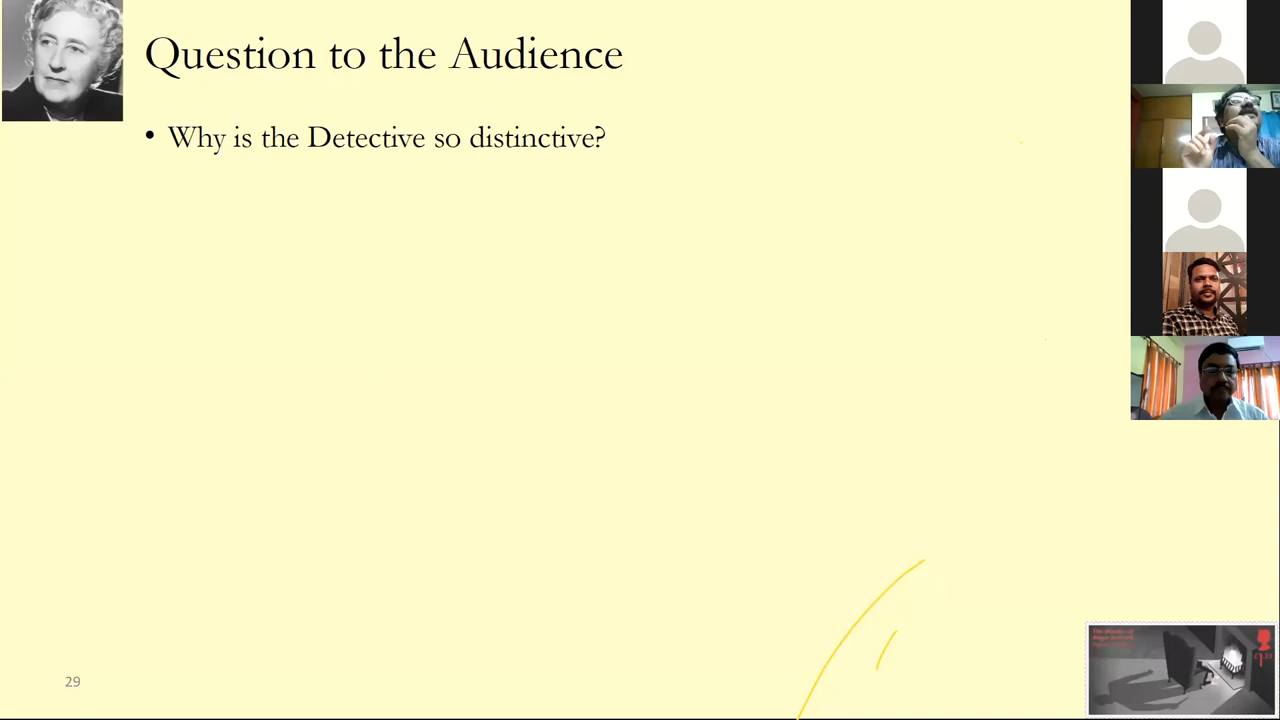 Question to the Audience
• Why is the Detective so distinctive?
29